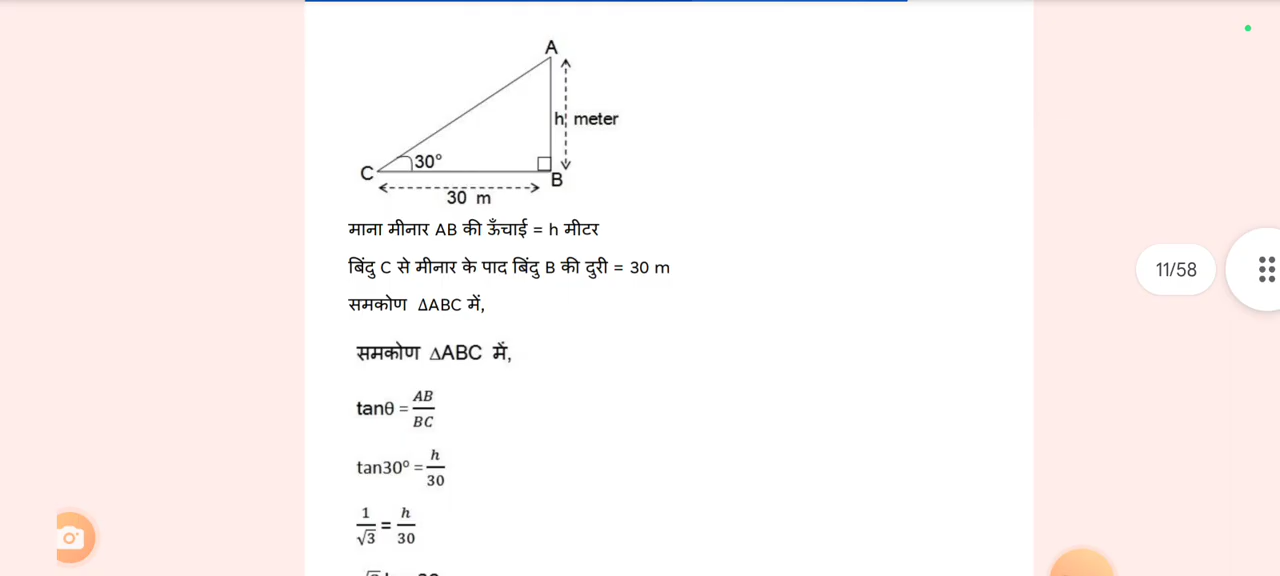 A
h meter
30°
C
B
30 m
माना मीनार AB की ऊँचाई = h मीटर
बिंदु C से मीनार के पाद बिंदु B की दुरी = 30 m
11/58
समकोण ΔABC में,
समकोण ΔABC में,
tanθ = AB/BC
tan30° = h/30
1/√3 = h/30